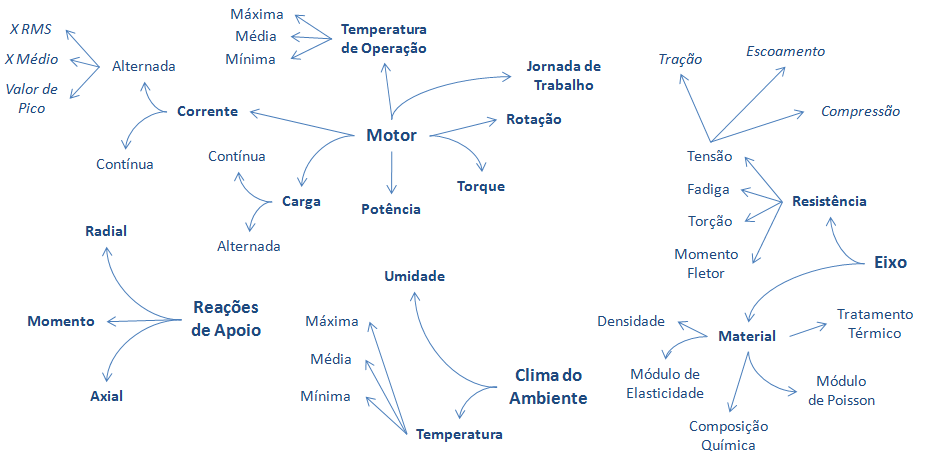 X RMS
X Médio
Valor de
Pico
Alternada
Corrente
Contínua
Máxima
Média
Mínima
Temperatura
de Operação
Jornada de
Trabalho
Rotação
Motor
Torque
Potência
Contínua
Carga
Alternada
Tração
Escoamento
Compressão
Tensão
Fadiga
Torção
Momento
Fletor
Resistência
Eixo
Radial
Momento
Axial
Reações
de Apoio
Umidade
Máxima
Média
Mínima
Clima do
Ambiente
Temperatura
Densidade
Material
Tratamento
Térmico
Módulo de
Elasticidade
Módulo
de Poisson
Composição
Química